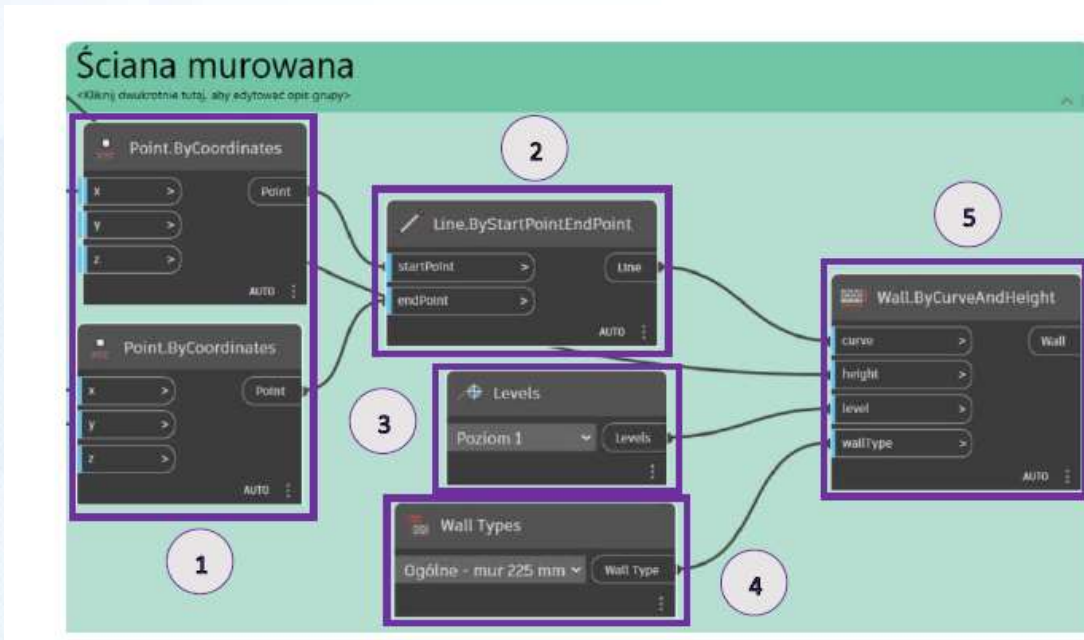 Ściana murowana
<Kliknij dwukrotnie tutaj, aby edytować opis grupy>
Point.ByCoordinates
x >
Point
y >
z >
AUTO
Point.ByCoordinates
x >
Point
y >
z >
AUTO
1
2
Line.ByStartPointEndPoint
startPoint >
Line
endPoint >
AUTO
3
Levels
Poziom 1
Levels
Wall Types
Ogólne - mur 225 mm
Wall Type
4
5
Wall.ByCurveAndHeight
curve >
Wall
height >
level >
wallType >
AUTO